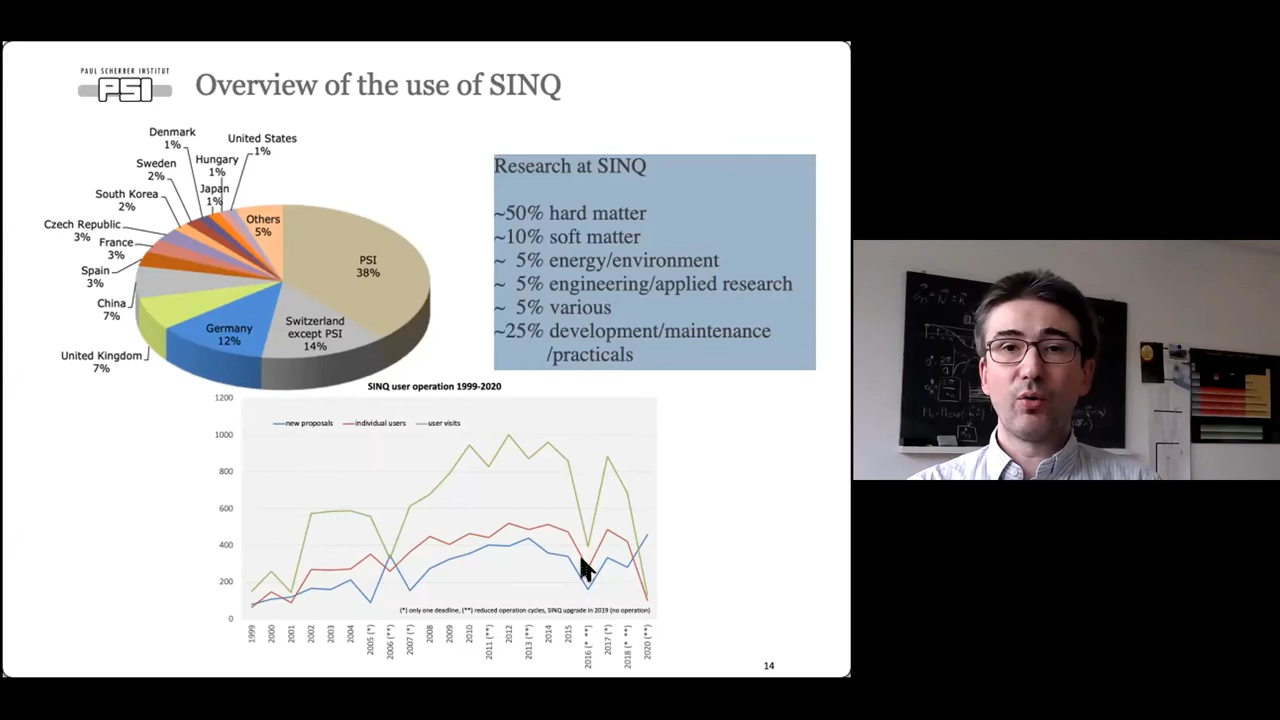 PAUL SCHERRER INSTITUT
PSI
Overview of the use of SINQ
Denmark
1%
United States
1%
Sweden
2%
Hungary
1%
South Korea
2%
Japan
1%
Czech Republic
3%
Others
5%
France
3%
PSI
38%
Spain
3%
China
7%
Germany
12%
Switzerland
except PSI
14%
United Kingdom
7%
Research at SINQ
~50% hard matter
~10% soft matter
~ 5% energy/environment
~ 5% engineering/applied research
~ 5% various
~25% development/maintenance
/practicals
SINQ user operation 1999-2020
new proposals individual users user visits
1200
1000
800
600
400
200
0
(*) only one deadline, (**) reduced operation cycles, SINQ upgrade in 2019 (no operation)
1999
2000
2001
2002
2003
2004
2005 (*)
2006 (**)
2007 (*)
2008
2009
2010
2011 (**)
2012
2013 (**)
2014
2015
2016 (* **)
2017 (*)
2018 (* **)
2020 (**)
14